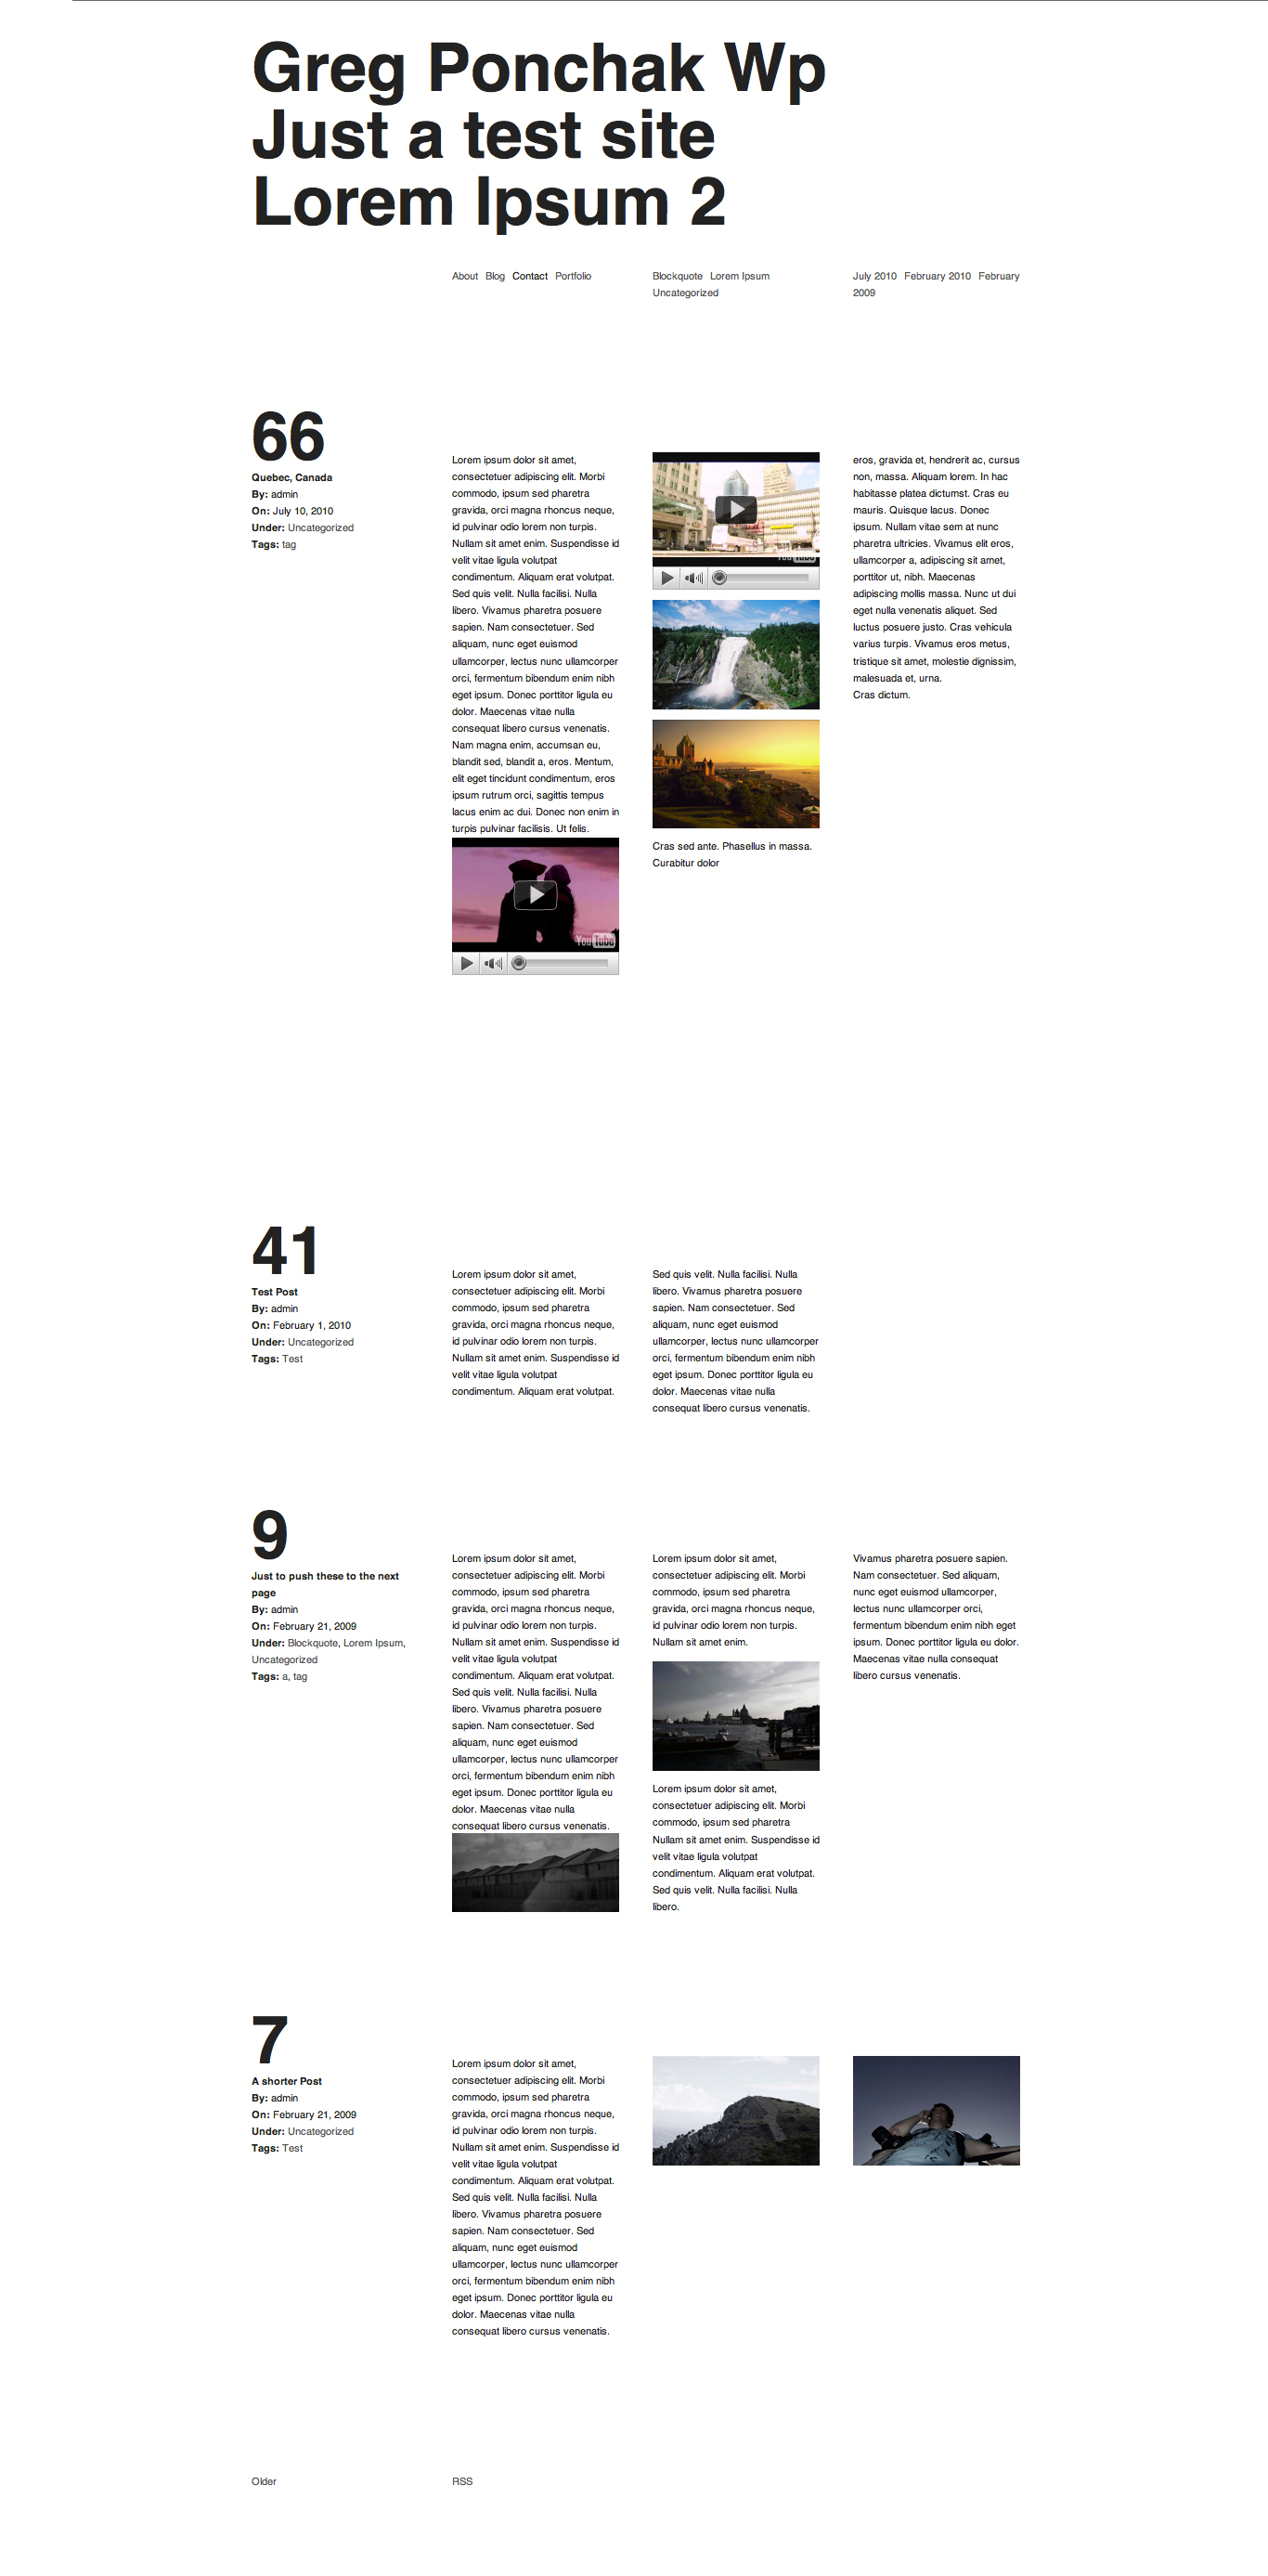 Greg Ponchak Wp
Just a test site
Lorem Ipsum 2
About Blog Contact Portfolio
Blockquote Lorem Ipsum
Uncategorized
July 2010 February 2010 February
2009
66
Quebec, Canada
By: admin
On: July 10, 2010
Under: Uncategorized
Tags: tag
Lorem ipsum dolor sit amet,
consectetuer adipiscing elit. Morbi
commodo, ipsum sed pharetra
gravida, orci magna rhoncus neque,
id pulvinar odio lorem non turpis.
Nullam sit amet enim. Suspendisse id
velit vitae ligula volutpat
condimentum. Aliquam erat volutpat.
Sed quis velit. Nulla facilisi. Nulla
libero. Vivamus pharetra posuere
sapien. Nam consectetuer. Sed
aliquam, nunc eget euismod
ullamcorper, lectus nunc ullamcorper
orci, fermentum bibendum enim nibh
eget ipsum. Donec porttitor ligula eu
dolor. Maecenas vitae nulla
consequat libero cursus venenatis.
Nam magna enim, accumsan eu,
blandit sed, blandit a, eros. Mentum,
elit eget tincidunt condimentum, eros
ipsum rutrum orci, sagittis tempus
lacus enim ac dui. Donec non enim in
turpis pulvinar facilisis. Ut felis.
YouTube
YouTube
Cras sed ante. Phasellus in massa.
Curabitur dolor
eros, gravida et, hendrerit ac, cursus
non, massa. Aliquam lorem. In hac
habitasse platea dictumst. Cras eu
mauris. Quisque lacus. Donec
ipsum. Nullam vitae sem at nunc
pharetra ultricies. Vivamus elit eros,
ullamcorper a, adipiscing sit amet,
porttitor ut, nibh. Maecenas
adipiscing mollis massa. Nunc ut dui
eget nulla venenatis aliquet. Sed
luctus posuere justo. Cras vehicula
varius turpis. Vivamus eros metus,
tristique sit amet, molestie dignissim,
malesuada et, urna.
Cras dictum.
41
Test Post
By: admin
On: February 1, 2010
Under: Uncategorized
Tags: Test
Lorem ipsum dolor sit amet,
consectetuer adipiscing elit. Morbi
commodo, ipsum sed pharetra
gravida, orci magna rhoncus neque,
id pulvinar odio lorem non turpis.
Nullam sit amet enim. Suspendisse id
velit vitae ligula volutpat
condimentum. Aliquam erat volutpat.
Sed quis velit. Nulla facilisi. Nulla
libero. Vivamus pharetra posuere
sapien. Nam consectetuer. Sed
aliquam, nunc eget euismod
ullamcorper, lectus nunc ullamcorper
orci, fermentum bibendum enim nibh
eget ipsum. Donec porttitor ligula eu
dolor. Maecenas vitae nulla
consequat libero cursus venenatis.
9
Just to push these to the next
page
By: admin
On: February 21, 2009
Under: Blockquote, Lorem Ipsum,
Uncategorized
Tags: a, tag
Lorem ipsum dolor sit amet,
consectetuer adipiscing elit. Morbi
commodo, ipsum sed pharetra
gravida, orci magna rhoncus neque,
id pulvinar odio lorem non turpis.
Nullam sit amet enim. Suspendisse id
velit vitae ligula volutpat
condimentum. Aliquam erat volutpat.
Sed quis velit. Nulla facilisi. Nulla
libero. Vivamus pharetra posuere
sapien. Nam consectetuer. Sed
aliquam, nunc eget euismod
ullamcorper, lectus nunc ullamcorper
orci, fermentum bibendum enim nibh
eget ipsum. Donec porttitor ligula eu
dolor. Maecenas vitae nulla
consequat libero cursus venenatis.
Lorem ipsum dolor sit amet,
consectetuer adipiscing elit. Morbi
commodo, ipsum sed pharetra
gravida, orci magna rhoncus neque,
id pulvinar odio lorem non turpis.
Nullam sit amet enim.
Lorem ipsum dolor sit amet,
consectetuer adipiscing elit. Morbi
commodo, ipsum sed pharetra
Nullam sit amet enim. Suspendisse id
velit vitae ligula volutpat
condimentum. Aliquam erat volutpat.
Sed quis velit. Nulla facilisi. Nulla
libero.
Vivamus pharetra posuere sapien.
Nam consectetuer. Sed aliquam,
nunc eget euismod ullamcorper,
lectus nunc ullamcorper orci,
fermentum bibendum enim nibh eget
ipsum. Donec porttitor ligula eu dolor.
Maecenas vitae nulla consequat
libero cursus venenatis.
7
A shorter Post
By: admin
On: February 21, 2009
Under: Uncategorized
Tags: Test
Lorem ipsum dolor sit amet,
consectetuer adipiscing elit. Morbi
commodo, ipsum sed pharetra
gravida, orci magna rhoncus neque,
id pulvinar odio lorem non turpis.
Nullam sit amet enim. Suspendisse id
velit vitae ligula volutpat
condimentum. Aliquam erat volutpat.
Sed quis velit. Nulla facilisi. Nulla
libero. Vivamus pharetra posuere
sapien. Nam consectetuer. Sed
aliquam, nunc eget euismod
ullamcorper, lectus nunc ullamcorper
orci, fermentum bibendum enim nibh
eget ipsum. Donec porttitor ligula eu
dolor. Maecenas vitae nulla
consequat libero cursus venenatis.
Older
RSS